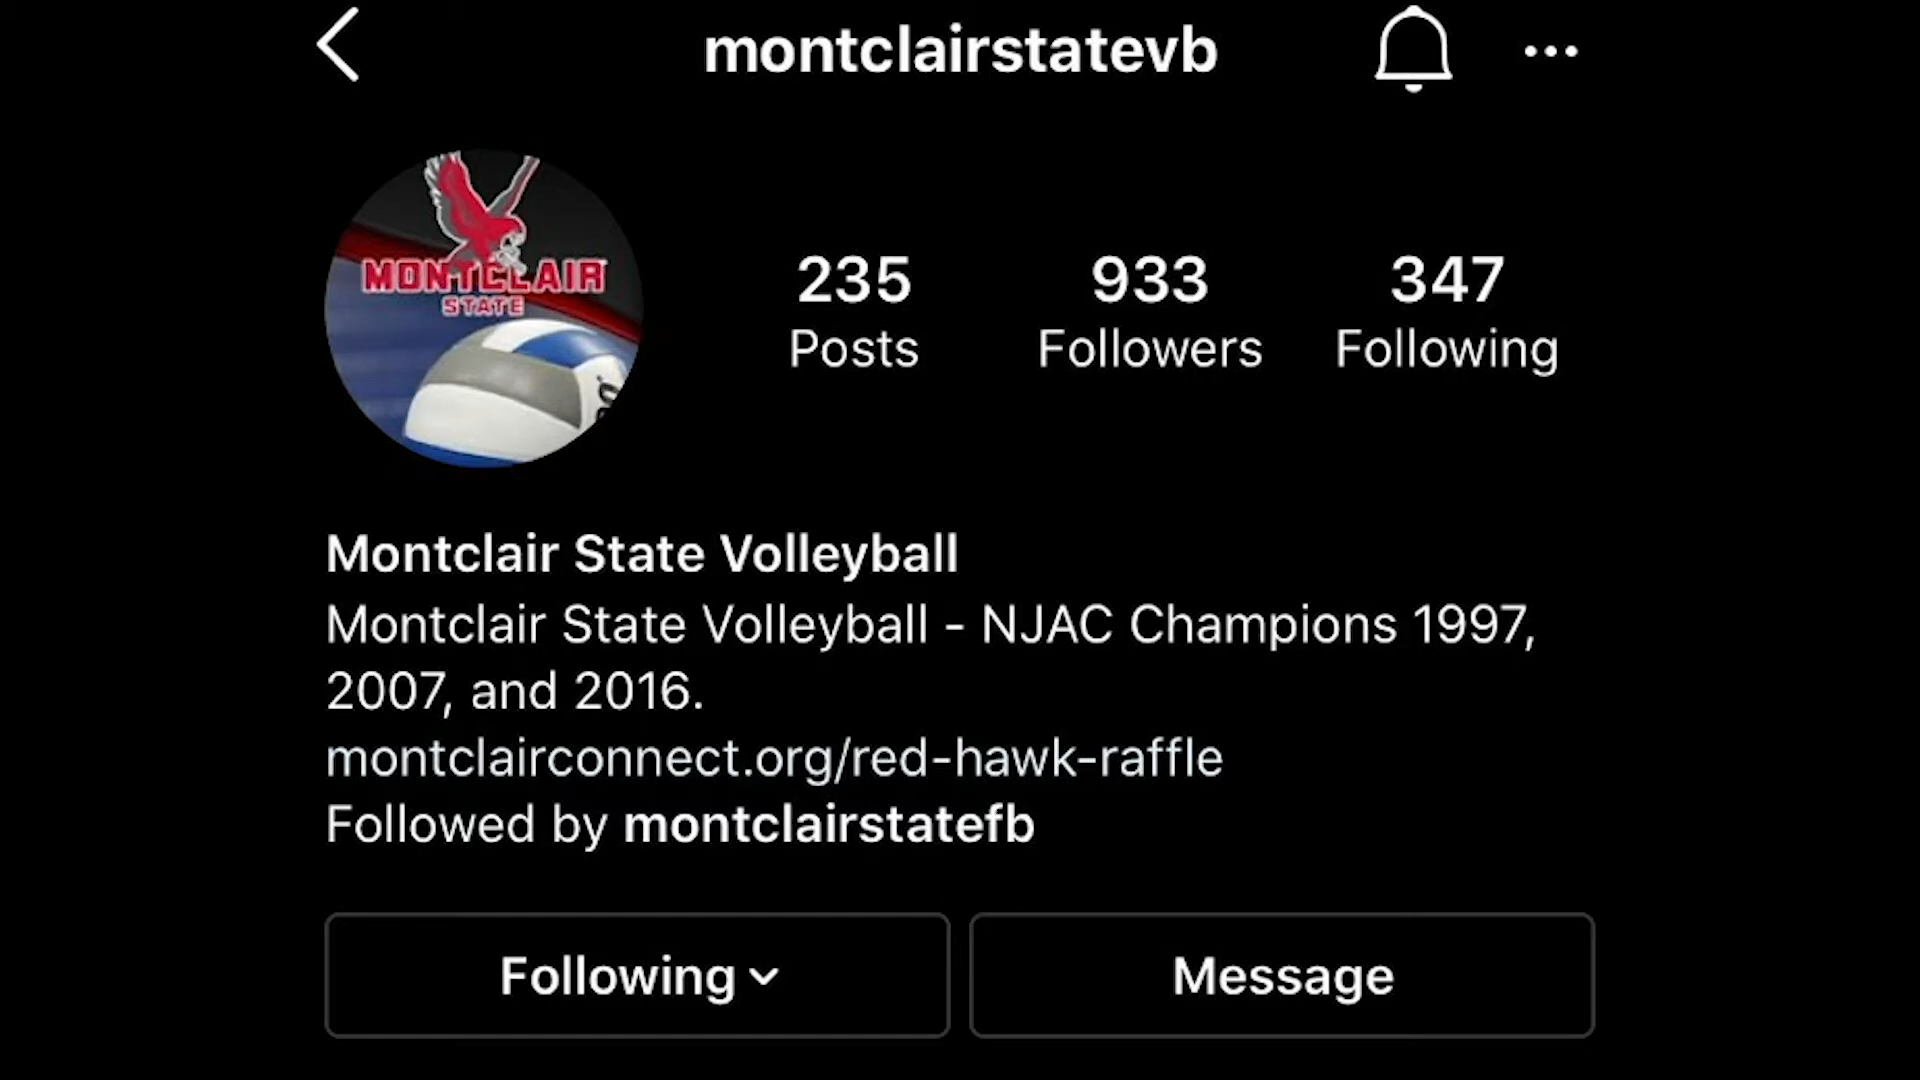 montclairstatevb
MONTCLAIR
STATE
235
Posts
933
Followers
347
Following
Montclair State Volleyball
Montclair State Volleyball - NJAC Champions 1997,
2007, and 2016.
montclairconnect.org/red-hawk-raffle
Followed by montclairstatefb
Following
Message